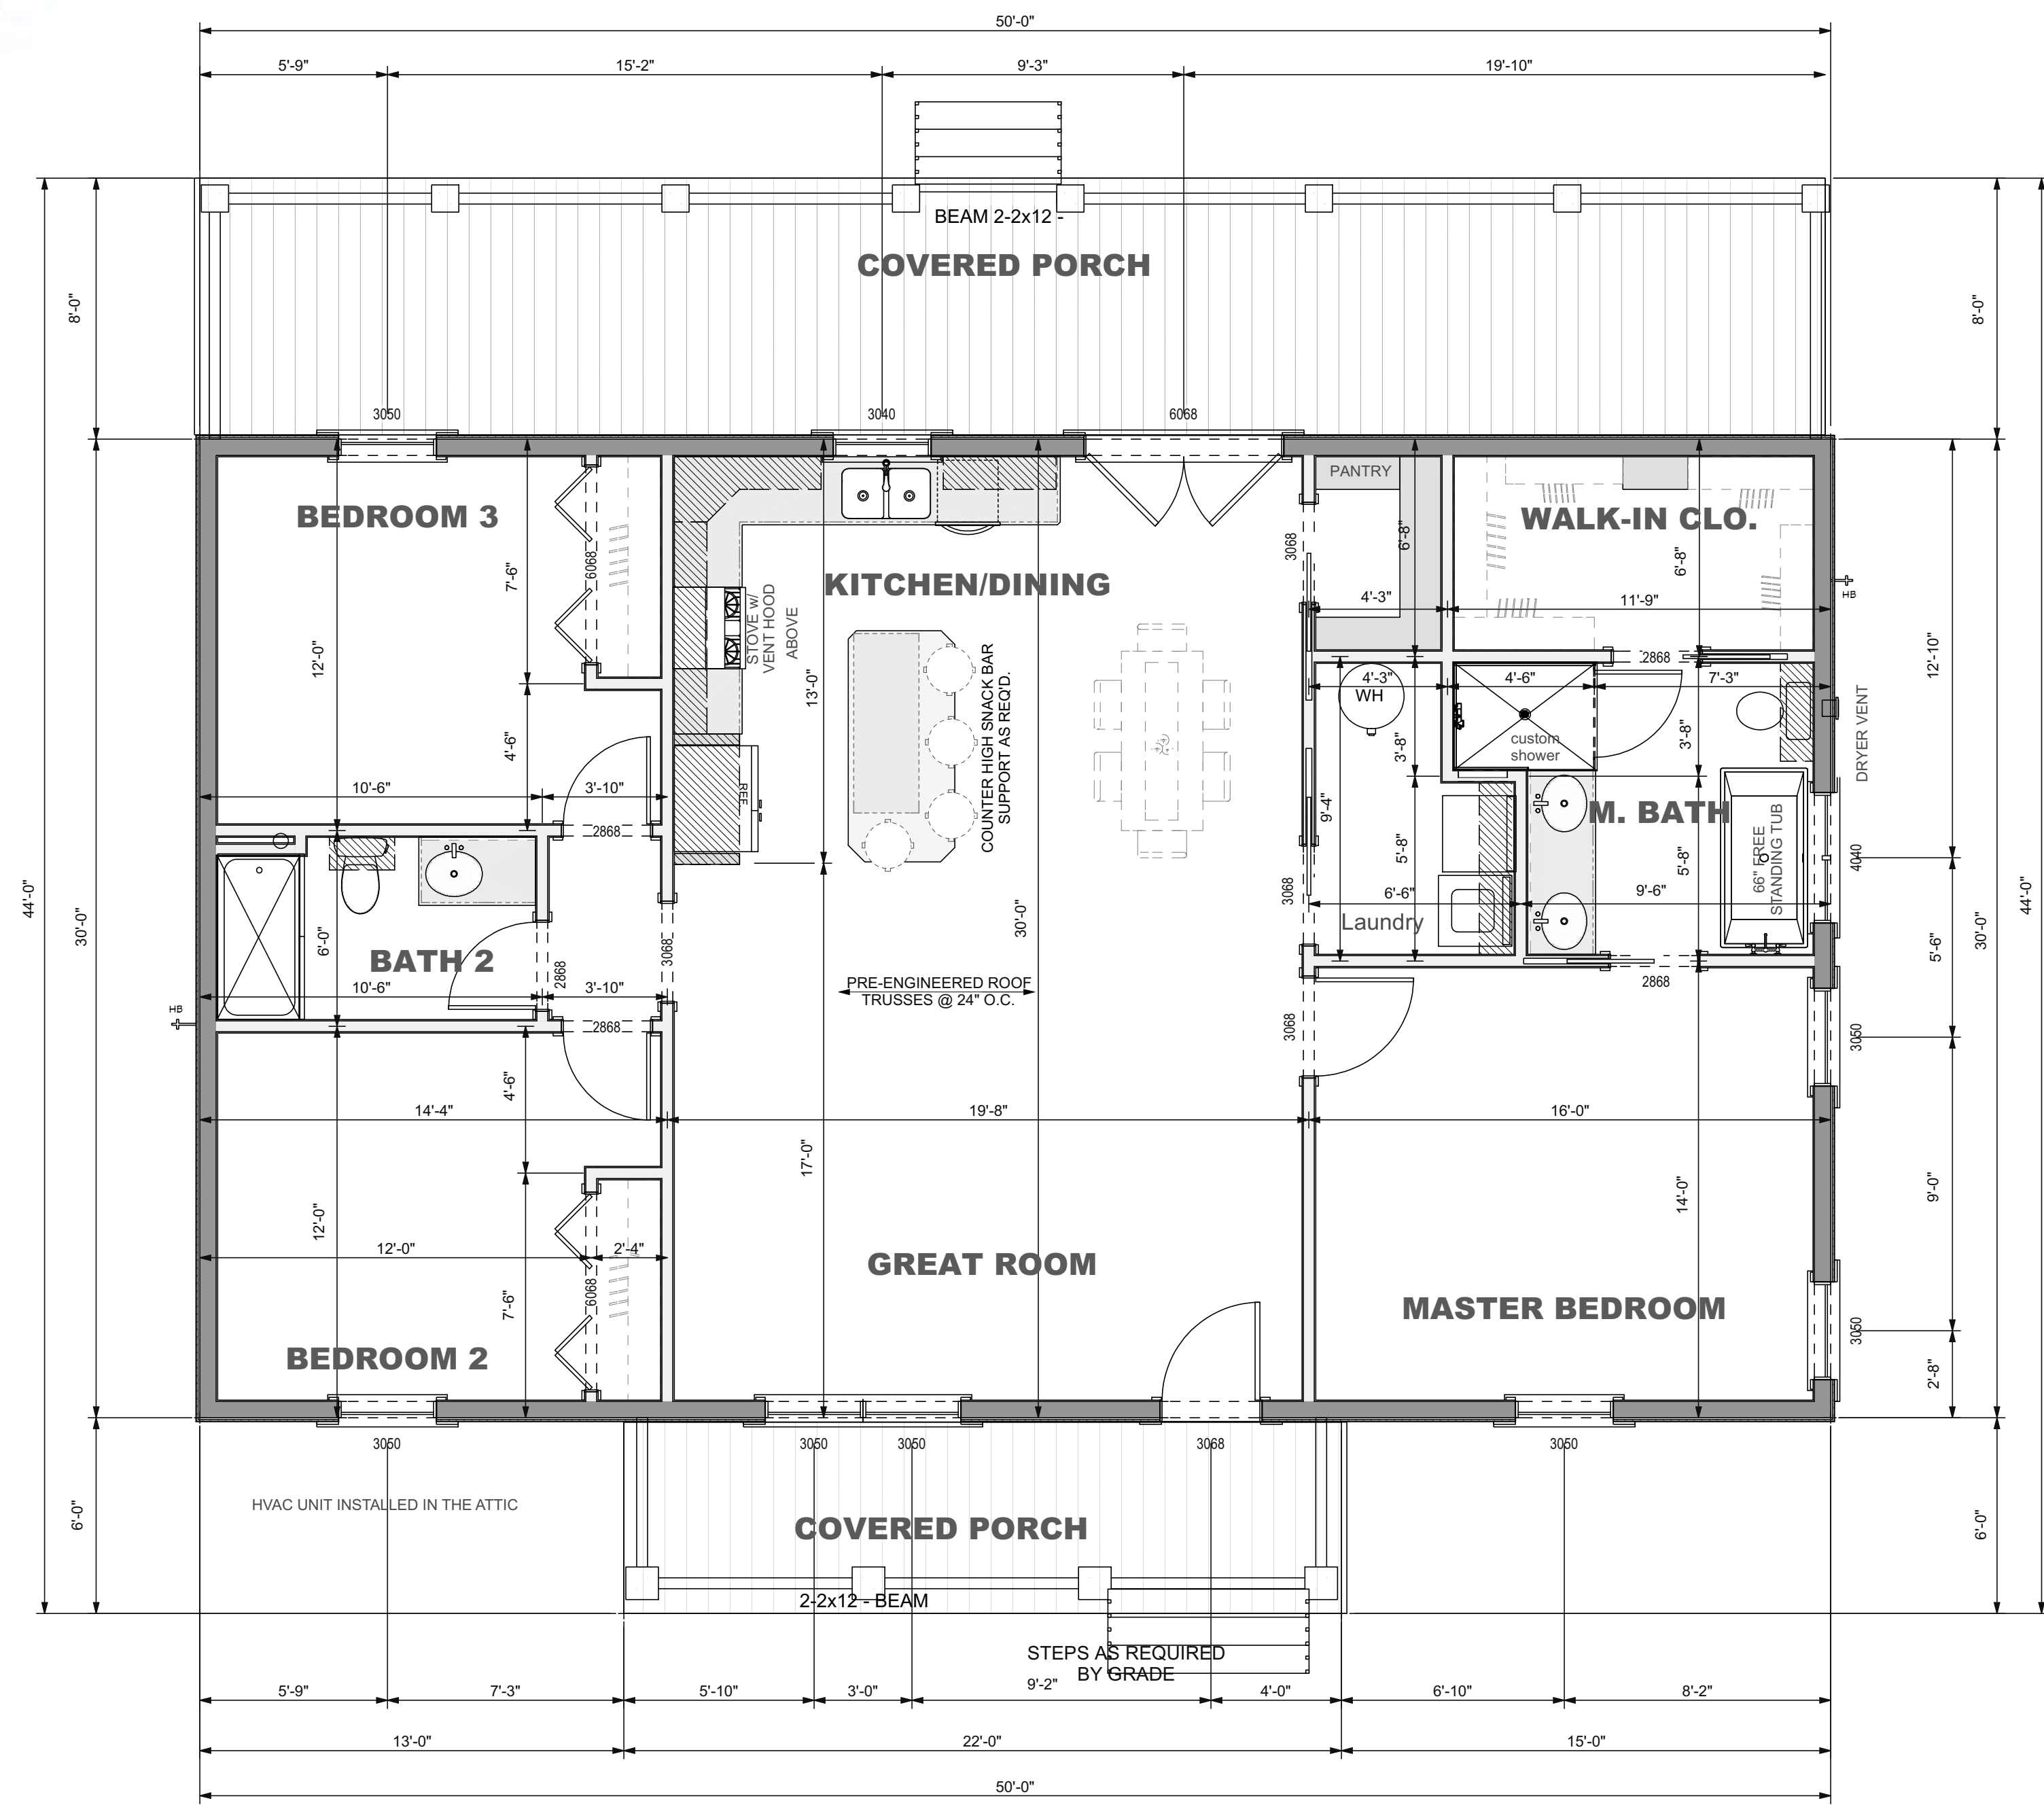 50'-0"
5'-9" 15'-2" 9'-3" 19'-10"
BEAM 2-2x12 -
COVERED PORCH
8'-0" 8'-0"
3050 3040 6068
PANTRY
BEDROOM 3 WALK-IN CLO.
7'-6" 6068 3068 6'-8" 6'-8"
KITCHEN/DINING
STOVE w/
VENT HOOD
ABOVE
4'-3" 11'-9"
HB
12'-0" 13'-0" 12'-10"
COUNTER HIGH SNACK BAR
SUPPORT AS REQ'D.
2868
4'-3" 4'-6" 7'-3"
WH
custom
shower
4'-6" 3'-8" 3'-8"
DRYER VENT
10'-6" 3'-10"
REF
2868
9'-4"
M. BATH
66" FREE
STANDING TUB
5'-8" 5'-8" 4040
6'-6" 9'-6"
44'-0" 30'-0" 3068 30'-0" 44'-0"
Laundry
6'-0" 3068 30'-0" 5'-6"
BATH 2
2868
10'-6" 3'-10"
PRE-ENGINEERED ROOF
TRUSSES @ 24" O.C.
2868
HB
2868
3068 3050
4'-6"
14'-4" 19'-8" 16'-0"
17'-0" 14'-0" 9'-0"
12'-0"
12'-0" 2'-4"
GREAT ROOM
7'-6" 6068
MASTER BEDROOM
3050
BEDROOM 2
2'-8"
3050 3050 3050 3068 3050
HVAC UNIT INSTALLED IN THE ATTIC
6'-0" 6'-0"
COVERED PORCH
2-2x12 - BEAM
STEPS AS REQUIRED
BY GRADE
5'-9" 7'-3" 5'-10" 3'-0" 9'-2" 4'-0" 6'-10" 8'-2"
13'-0" 22'-0" 15'-0"
50'-0"